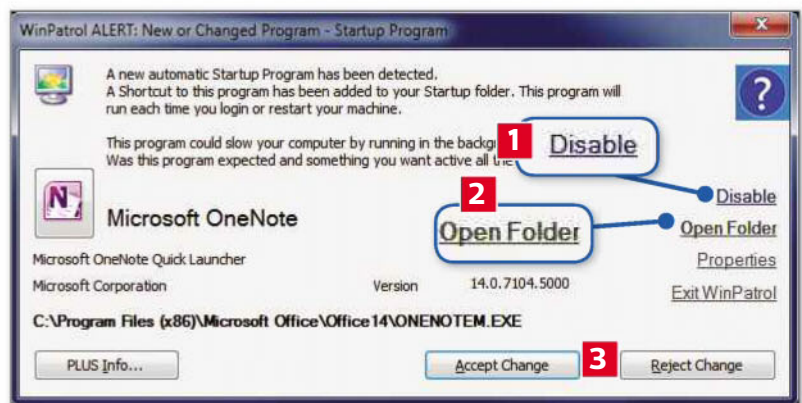 WinPatrol ALERT: New or Changed Program - Startup Program
A new automatic Startup Program has been detected.
A Shortcut to this program has been added to your Startup folder. This program will
run each time you login or restart your machine.
This program could slow your computer by running in the
Was this program expected and something you want active all the
1
Disable
2
Open Folder
Disable
Open Folder
Properties
Exit WinPatrol
N
Microsoft OneNote
Microsoft OneNote Quick Launcher
Microsoft Corporation Version 14.0.7104.5000
C:\Program Files (x86)\Microsoft Office\Office14\ONENOTEM.EXE
PLUS Info... Accept Change 3 Reject Change